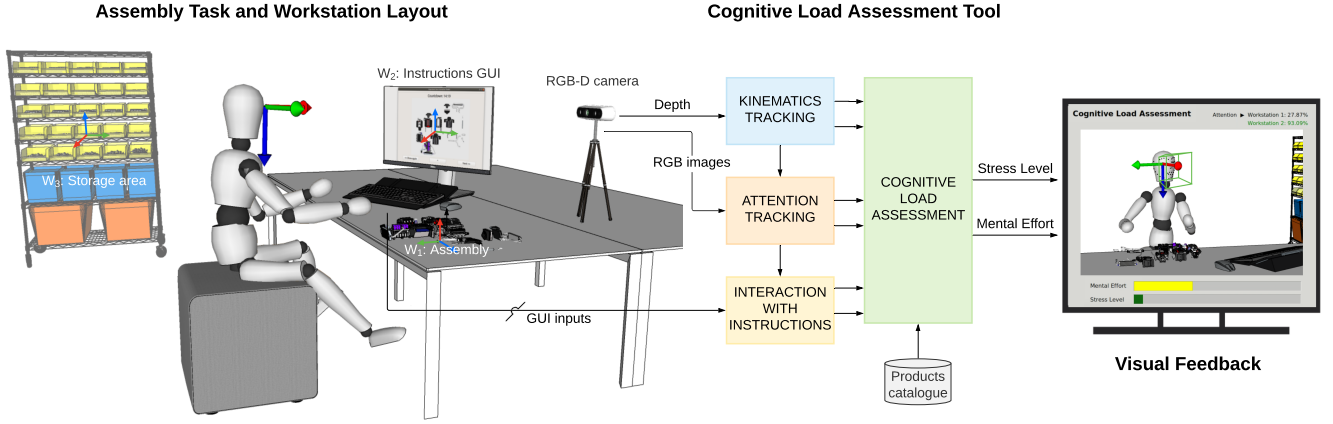 Assembly Task and Workstation Layout
Cognitive Load Assessment Tool
W₂: Instructions GUI
RGB-D camera
W₃: Storage area
W₁: Assembly
Depth
RGB images
GUI inputs
KINEMATICS
TRACKING
ATTENTION
TRACKING
INTERACTION
WITH
INSTRUCTIONS
COGNITIVE
LOAD
ASSESSMENT
Products
catalogue
Stress Level
Mental Effort
Cognitive Load Assessment
Attention ▶ Workstation 1: 27.87%
Workstation 2: 93.09%
Mental Effort
Stress Level
Visual Feedback